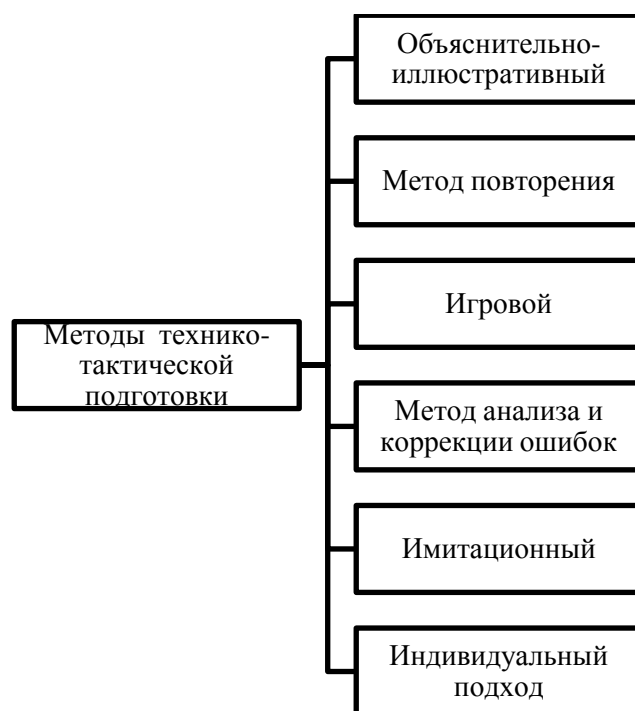 Объяснительно-
иллюстративный
Метод повторения
Игровой
Методы технико-
тактической
подготовки
Метод анализа и
коррекции ошибок
Имитационный
Индивидуальный
подход